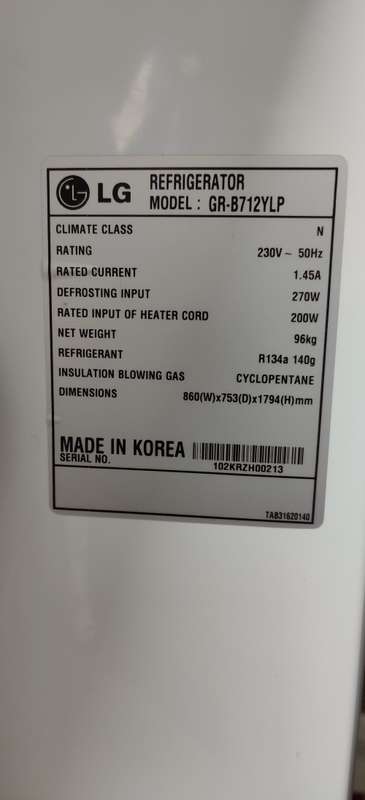 LG
REFRIGERATOR
MODEL : GR-B712YLP
CLIMATE CLASS N
RATING 230V ~ 50Hz
RATED CURRENT 1.45A
DEFROSTING INPUT 270W
RATED INPUT OF HEATER CORD 200W
NET WEIGHT 96kg
REFRIGERANT R134a 140g
INSULATION BLOWING GAS CYCLOPENTANE
DIMENSIONS 860(W)x753(D)x1794(H)mm
MADE IN KOREA
SERIAL NO. 102KRZH00213
TAB31620140